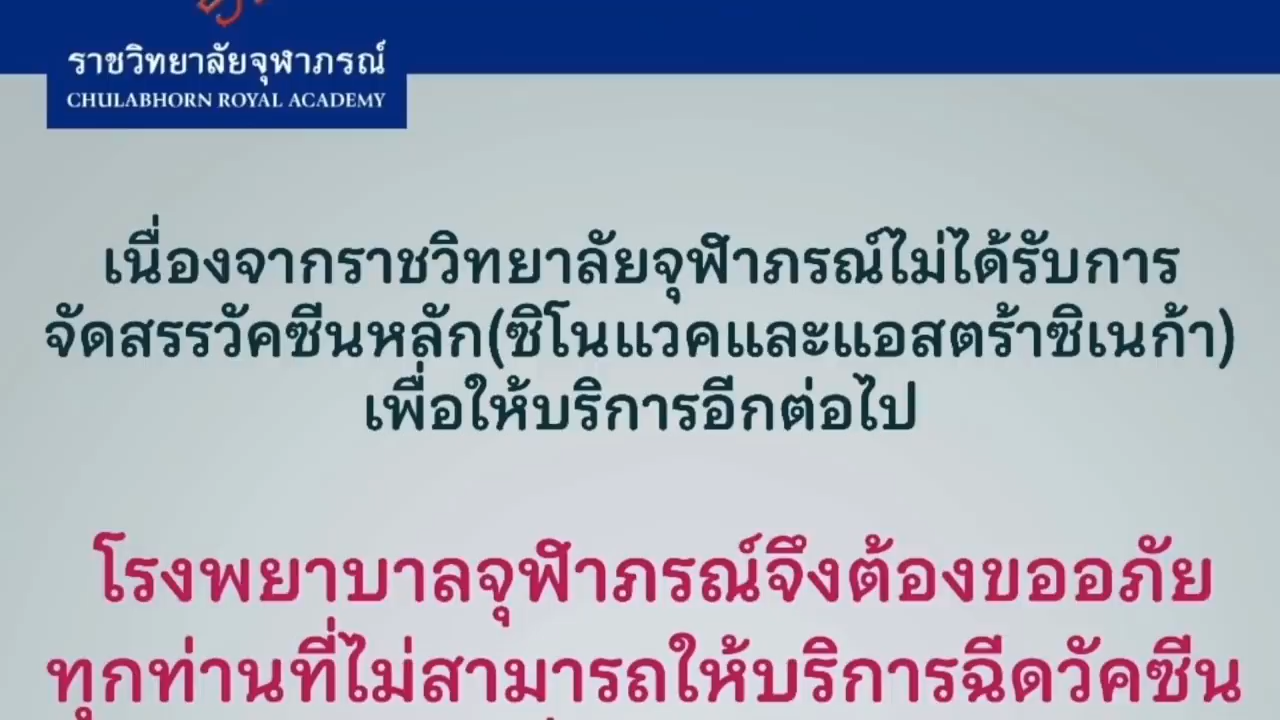 ราชวิทยาลัยจุฬาภรณ์
CHULABHORN ROYAL ACADEMY
เนื่องจากราชวิทยาลัยจุฬาภรณ์ไม่ได้รับการ
จัดสรรวัคซีนหลัก(ซิโนแวคและแอสตร้าซิเนก้า)
เพื่อให้บริการอีกต่อไป
โรงพยาบาลจุฬาภรณ์จึงต้องขออภัย
ทุกท่านที่ไม่สามารถให้บริการฉีดวัคซีน